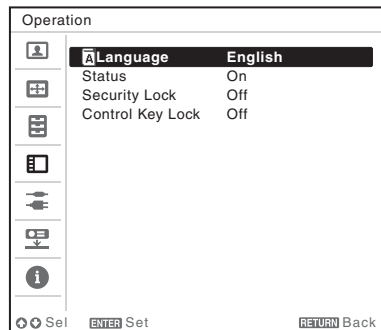 Operation
A Language English
Status On
Security Lock Off
Control Key Lock Off
Sel ENTER Set RETURN Back